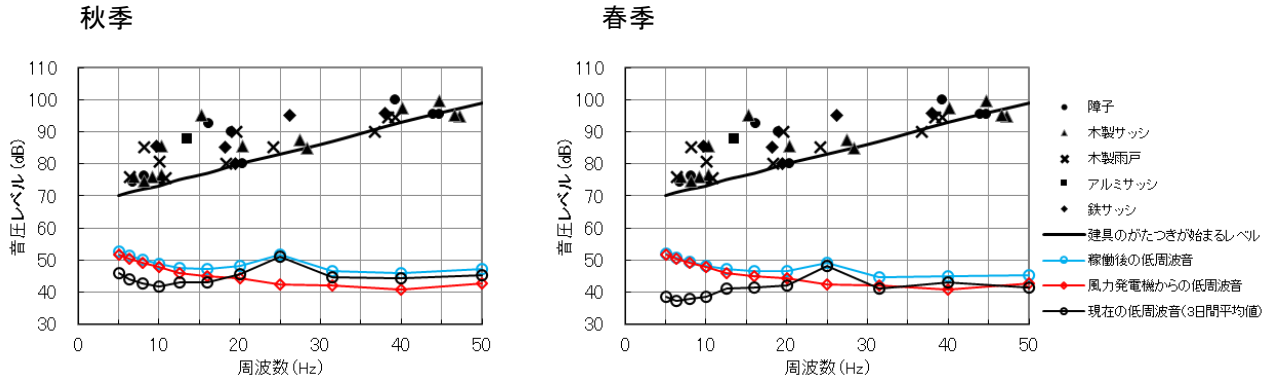 秋季
110
100
90
80
70
60
50
40
30
音圧レベル(dB)
0
10
20
30
40
50
周波数(Hz)
春季
110
100
90
80
70
60
50
40
30
音圧レベル(dB)
0
10
20
30
40
50
周波数(Hz)
障子
木製サッシ
木製雨戸
アルミサッシ
鉄サッシ
建具のがたつきが始まるレベル
稼働後の低周波音
風力発電機からの低周波音
現在の低周波音(3日間平均値)